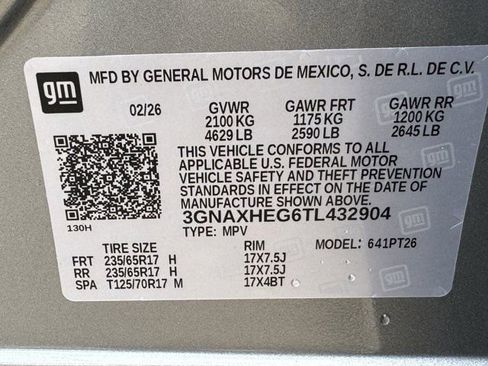 gm MFD BY GENERAL MOTORS DE MEXICO, S. DE R.L. DE C.V.
02/26 GVWR GAWR FRT GAWR RR
2100 KG 1175 KG 1200 KG
4629 LB 2590 LB 2645 LB
THIS VEHICLE CONFORMS TO ALL
APPLICABLE U.S. FEDERAL MOTOR
VEHICLE SAFETY AND THEFT PREVENTION
STANDARDS IN EFFECT ON THE DATE OF
MANUFACTURE SHOWN ABOVE.
3GNAXHEG6TL432904
130H TYPE: MPV
TIRE SIZE RIM MODEL: 641PT26
FRT 235/65R17 H 17X7.5J
RR 235/65R17 H 17X7.5J
SPA T125/70R17 M 17X4BT